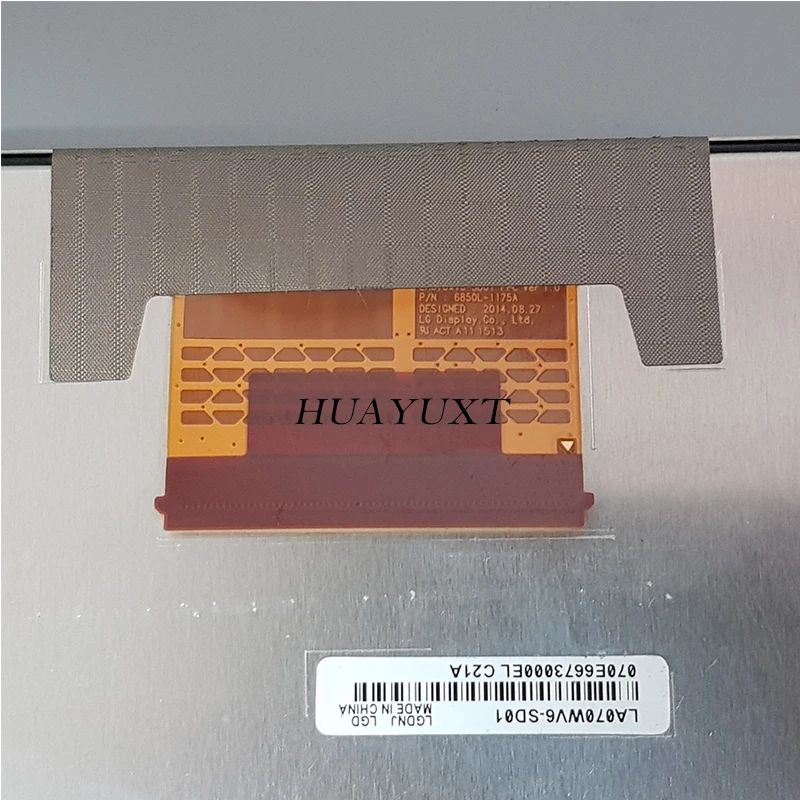 P/N 6850L-1175A
DESIGNED 2014.08.27
LG Display.Co., Ltd.
ACT A11 1513
HUAYUXT
LA070WV6-SD01
LGDNJ LGD
MADE IN CHINA
070E6673000EL C21A